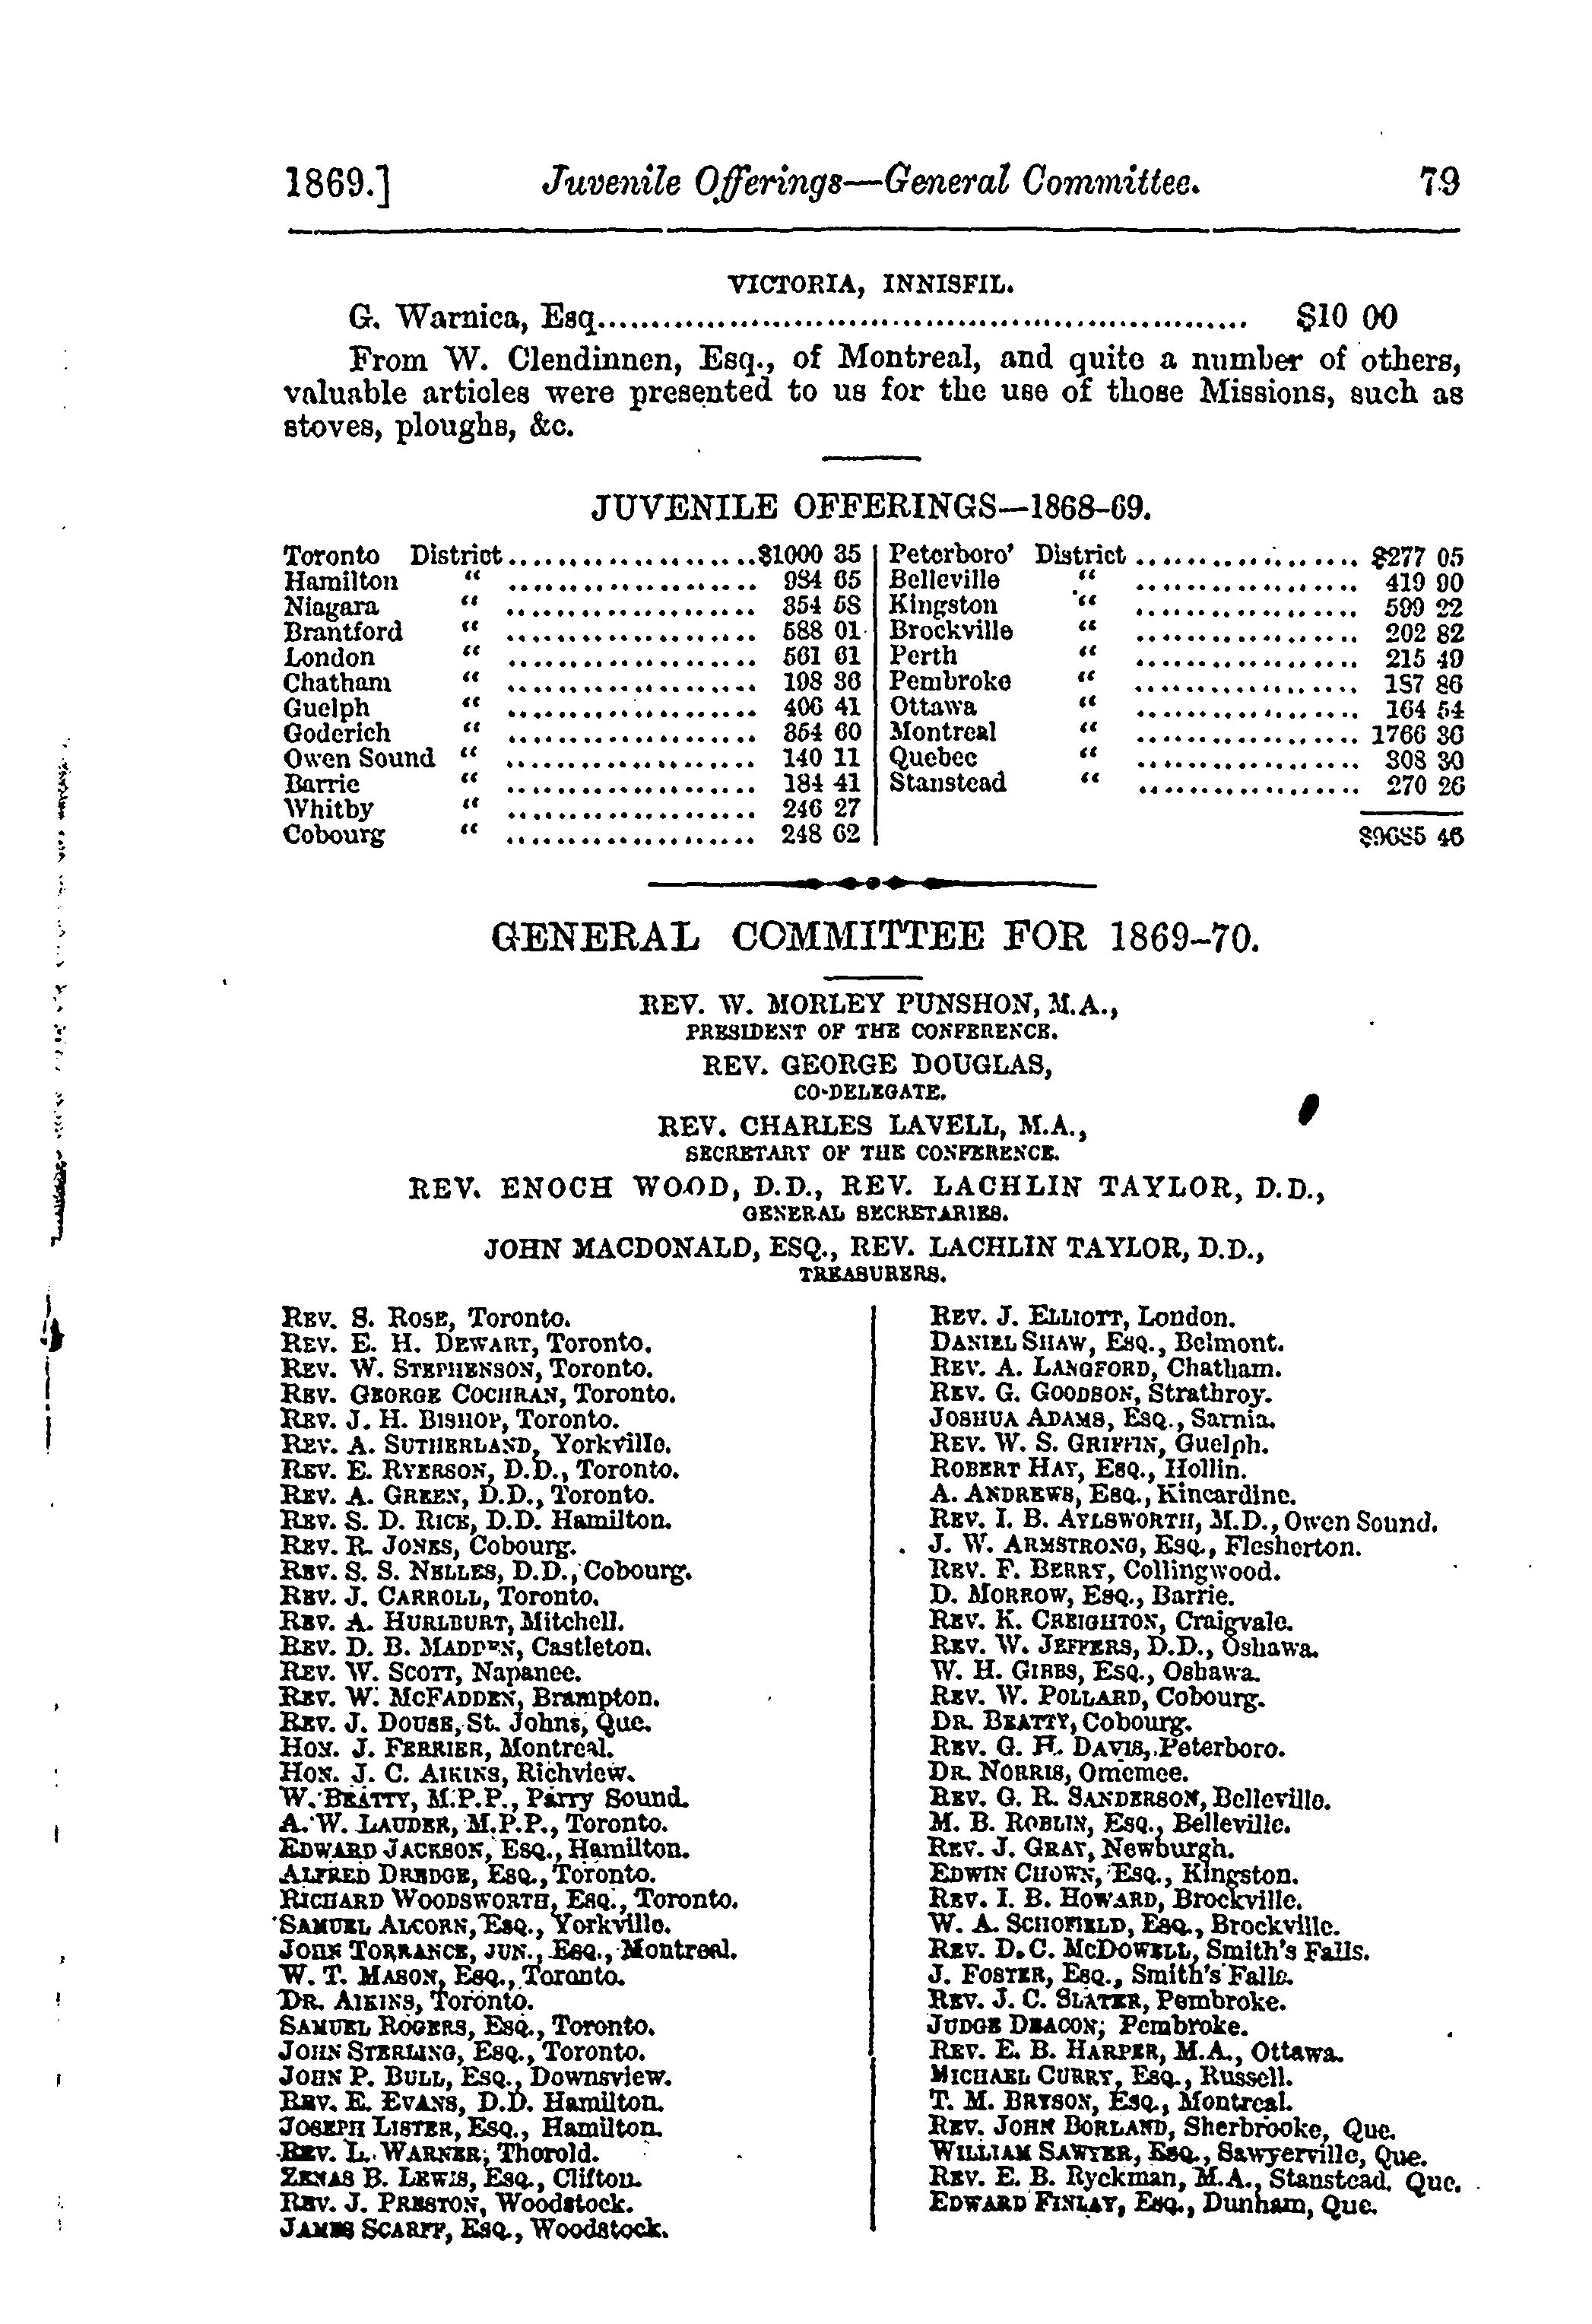 1869.] Juvenile Offerings—General Committee. 79
VICTORIA, INNISFIL.
G. Warnica, Esq............ $10 00
From W. Clendinnen, Esq., of Montreal, and quite a number of others,
valuable articles were presented to us for the use of those Missions, such as
stoves, ploughs, &c.
JUVENILE OFFERINGS—1868-69.
Toronto District............$1000 35
Hamilton “ ............ 984 65
Niagara “ ............ 354 58
Brantford “ ............ 588 01
London “ ............ 561 61
Chatham “ ............ 198 36
Guelph “ ............ 406 41
Goderich “ ............ 354 60
Owen Sound “ ............ 140 11
Barrie “ ............ 184 41
Whitby “ ............ 246 27
Cobourg “ ............ 248 62
Peterboro’ District ............ $277 05
Belleville “ ............ 419 90
Kingston “ ............ 599 22
Brockville “ ............ 202 82
Perth “ ............ 215 49
Pembroke “ ............ 187 86
Ottawa “ ............ 164 54
Montreal “ ............ 1766 36
Quebec “ ............ 308 30
Stanstead “ ............ 270 26
$9685 46
GENERAL COMMITTEE FOR 1869-70.
REV. W. MORLEY PUNSHON, M.A.,
PRESIDENT OF THE CONFERENCE.
REV. GEORGE DOUGLAS,
CO-DELEGATE.
REV. CHARLES LAVELL, M.A.,
SECRETARY OF THE CONFERENCE.
REV. ENOCH WOOD, D.D., REV. LACHLIN TAYLOR, D.D.,
GENERAL SECRETARIES.
JOHN MACDONALD, ESQ., REV. LACHLIN TAYLOR, D.D.,
TREASURERS.
REV. S. ROSE, Toronto.
REV. E. H. DEWART, Toronto.
REV. W. STEPHENSON, Toronto.
REV. GEORGE COCHRAN, Toronto.
REV. J. H. BISHOP, Toronto.
REV. A. SUTHERLAND, Yorkville.
REV. E. RYERSON, D.D., Toronto.
REV. A. GREEN, D.D., Toronto.
REV. S. D. RICE, D.D. Hamilton.
REV. R. JONES, Cobourg.
REV. S. S. NELLES, D.D., Cobourg.
REV. J. CARROLL, Toronto.
REV. A. HURLBURT, Mitchell.
REV. D. B. MADDEN, Castleton.
REV. W. SCOTT, Napanee.
REV. W. MCFADDEN, Brampton.
REV. J. DOUSE, St. Johns, Que.
HON. J. FERRIER, Montreal.
HON. J. C. AIKINS, Richview.
W. BEATTY, M.P.P., Parry Sound.
A. W. LAUDER, M.P.P., Toronto.
EDWARD JACKSON, ESQ., Hamilton.
ALFRED DREDGE, ESQ., Toronto.
RICHARD WOODSWORTH, ESQ., Toronto.
SAMUEL ALCORN, ESQ., Yorkville.
JOHN TORRANCE, JUN., ESQ., Montreal.
W. T. MASON, ESQ., Toronto.
DR. AIKINS, Toronto.
SAMUEL ROGERS, ESQ., Toronto.
JOHN STERLING, ESQ., Toronto.
JOHN P. BULL, ESQ., Downsview.
REV. E. EVANS, D.D. Hamilton.
JOSEPH LISTER, ESQ., Hamilton.
REV. L. WARNER, Thorold.
ZENAS B. LEWIS, ESQ., Clifton.
REV. J. PRESTON, Woodstock.
JAMES SCARFF, ESQ., Woodstock.
REV. J. ELLIOTT, London.
DANIEL SHAW, ESQ., Belmont.
REV. A. LANGFORD, Chatham.
REV. G. GOODSON, Strathroy.
JOSHUA ADAMS, ESQ., Sarnia.
REV. W. S. GRIFFIN, Guelph.
ROBERT HAY, ESQ., Hollin.
A. ANDREWS, ESQ., Kincardine.
REV. I. B. AYLSWORTH, M.D., Owen Sound.
J. W. ARMSTRONG, ESQ., Flesherton.
REV. F. BERRY, Collingwood.
D. MORROW, ESQ., Barrie.
REV. K. CREIGHTON, Craigvale.
REV. W. JEFFERS, D.D., Oshawa.
W. H. GIBBS, ESQ., Oshawa.
REV. W. POLLARD, Cobourg.
DR. BEATTY, Cobourg.
REV. G. H. DAVIS, Peterboro.
DR. NORRIS, Omemee.
REV. G. R. SANDERSON, Belleville.
M. B. ROBLIN, ESQ., Belleville.
REV. J. GRAY, Newburgh.
EDWIN CHOWN, ESQ., Kingston.
REV. I. B. HOWARD, Brockville.
W. A. SCHOFIELD, ESQ., Brockville.
REV. D. C. MCDOWELL, Smith's Falls.
J. FOSTER, ESQ., Smith's Falls.
REV. J. C. SLATER, Pembroke.
JUDGE DEACON, Pembroke.
REV. E. B. HARPER, M.A., Ottawa.
MICHAEL CURRY, ESQ., Russell.
T. M. BRYSON, ESQ., Montreal.
REV. JOHN BORLAND, Sherbrooke, Que.
WILLIAM SAWYER, ESQ., Sawyerville, Que.
REV. E. B. Ryckman, M.A., Stanstead. Que.
EDWARD FINLAY, ESQ., Dunham, Que.